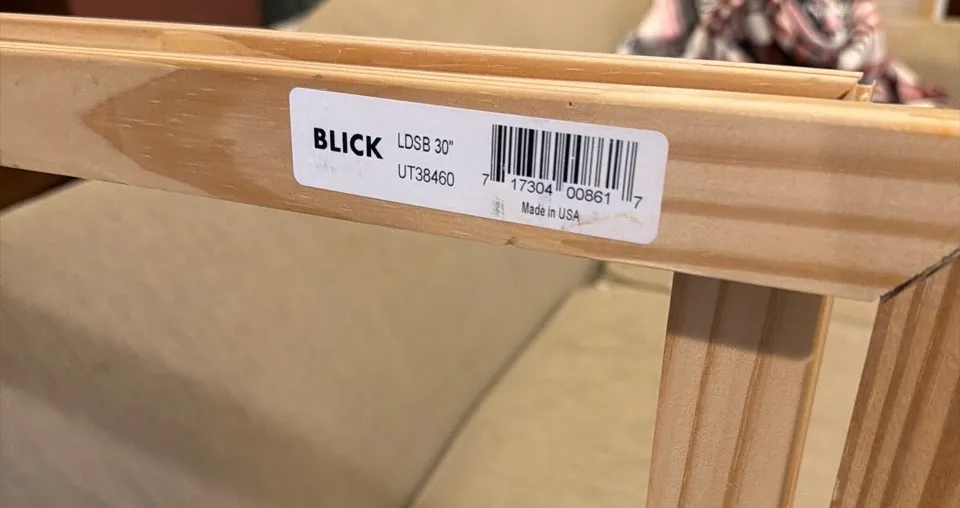 BLICK
LDSB 30"
UT38460
7 17304 00861 7
Made in USA